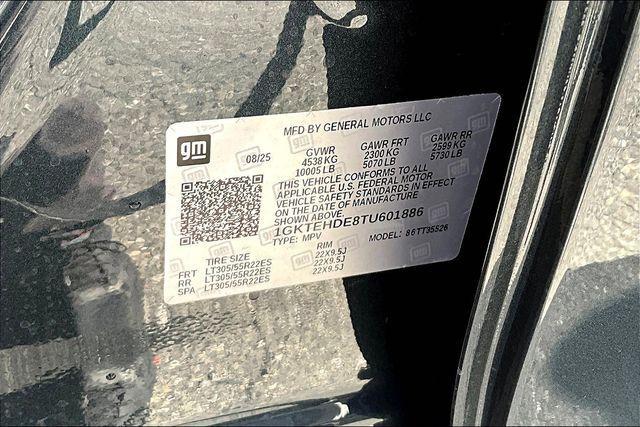 MFD BY GENERAL MOTORS LLC
gm
08/25
GVWR GAWR FRT GAWR RR
4538 KG 2300 KG 2599 KG
10005 LB 5070 LB 5730 LB
THIS VEHICLE CONFORMS TO ALL
APPLICABLE U.S. FEDERAL MOTOR
VEHICLE SAFETY STANDARDS IN EFFECT
ON THE DATE OF MANUFACTURE
SHOWN ABOVE.
1GKTEHDE8TU601886
TYPE: MPV MODEL: 86TT35526
TIRE SIZE RIM
FRT LT305/55R22ES 22X9.5J
RR LT305/55R22ES 22X9.5J
SPA LT305/55R22ES 22X9.5J